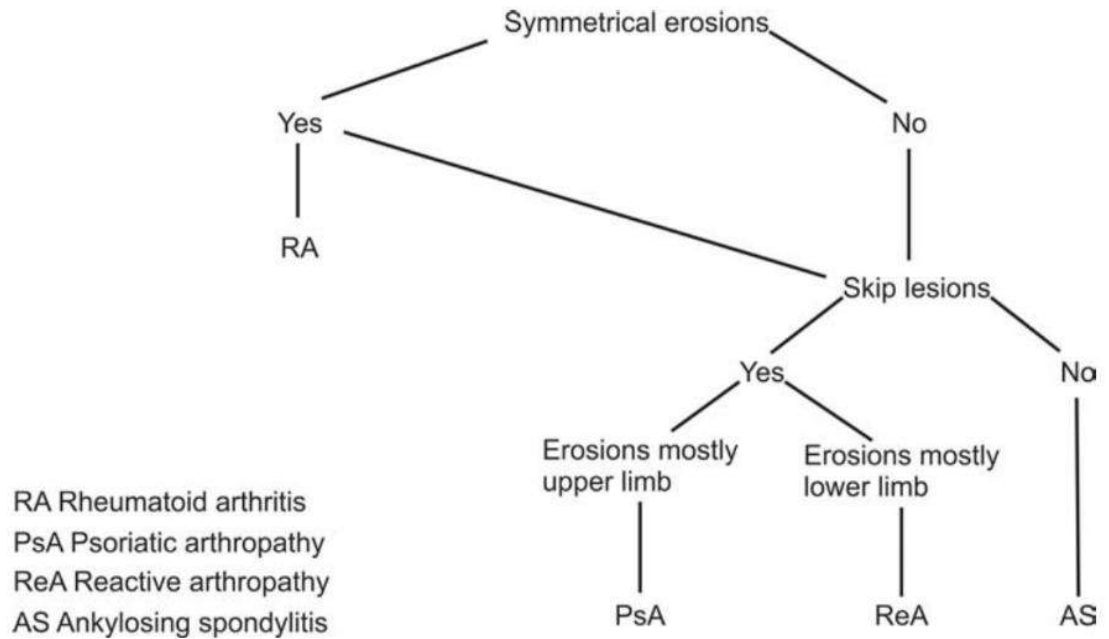 Symmetrical erosions
Yes
No
RA
Skip lesions
Yes
No
Erosions mostly
upper limb
Erosions mostly
lower limb
RA Rheumatoid arthritis
PsA Psoriatic arthropathy
ReA Reactive arthropathy
AS Ankylosing spondylitis
PsA
ReA
AS